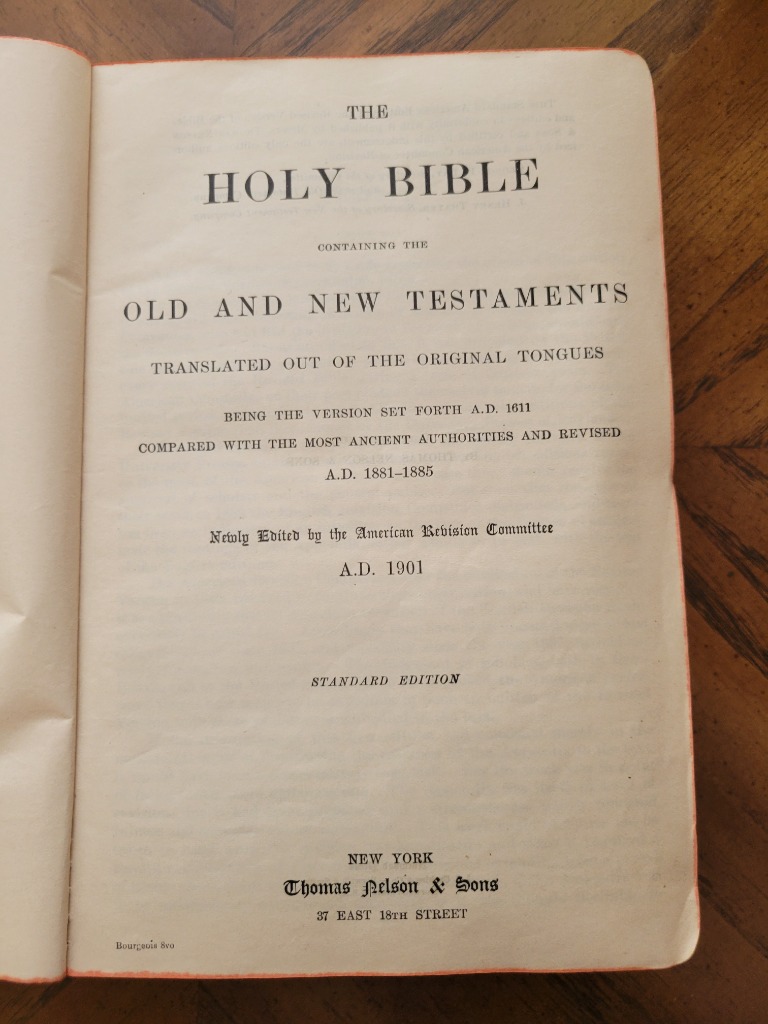 THE
HOLY BIBLE
CONTAINING THE
OLD AND NEW TESTAMENTS
TRANSLATED OUT OF THE ORIGINAL TONGUES
BEING THE VERSION SET FORTH A.D. 1611
COMPARED WITH THE MOST ANCIENT AUTHORITIES AND REVISED
A.D. 1881–1885
Newly Edited by the American Revision Committee
A.D. 1901
STANDARD EDITION
NEW YORK
Thomas Nelson & Sons
37 EAST 18TH STREET
Bourgeois 8vo